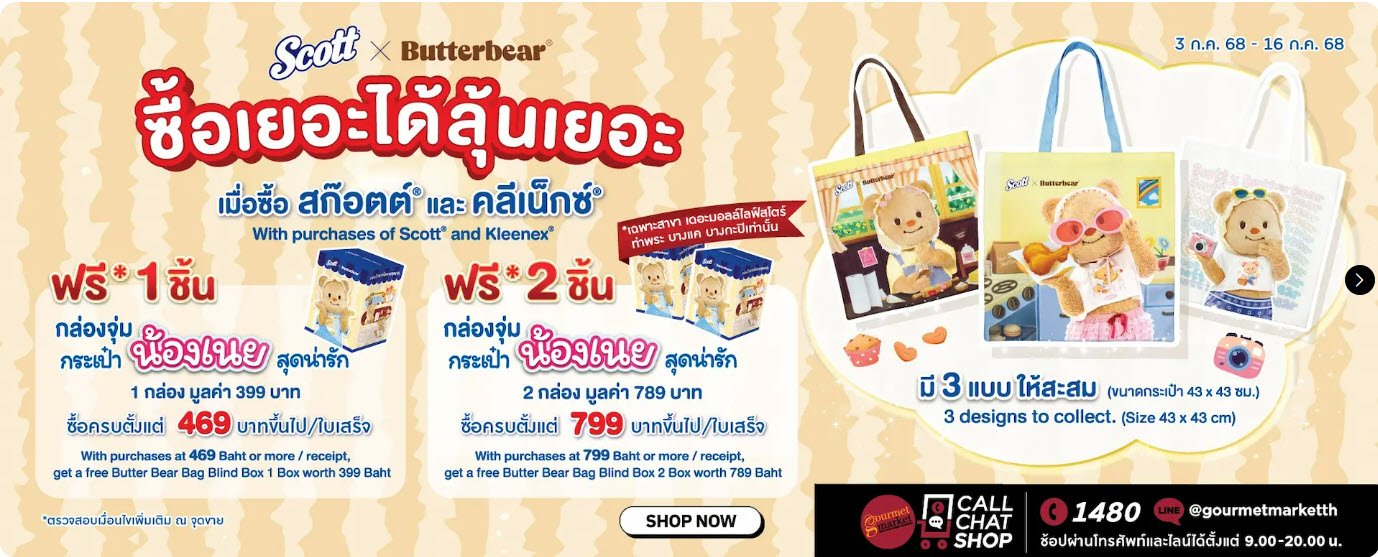 Scott × Butterbear®
ซื้อเยอะได้ลุ้นเยอะ
เมื่อซื้อ สก๊อตต์® และ คลีเน็กซ์®
With purchases of Scott® and Kleenex®
ฟรี* 1 ชิ้น
กล่องจุ่ม
กระเป๋า น้องเนย สุดน่ารัก
1 กล่อง มูลค่า 399 บาท
ซื้อครบตั้งแต่ 469 บาทขึ้นไป/ใบเสร็จ
With purchases at 469 Baht or more / receipt,
get a free Butter Bear Bag Blind Box 1 Box worth 399 Baht
*เฉพาะสาขา เดอะมอลล์ไลฟ์สโตร์
ท่าพระ บางแค บางกะปิเท่านั้น
ฟรี* 2 ชิ้น
กล่องจุ่ม
กระเป๋า น้องเนย สุดน่ารัก
2 กล่อง มูลค่า 789 บาท
ซื้อครบตั้งแต่ 799 บาทขึ้นไป/ใบเสร็จ
With purchases at 799 Baht or more / receipt,
get a free Butter Bear Bag Blind Box 2 Box worth 789 Baht
*ตรวจสอบเงื่อนไขเพิ่มเติม ณ จุดขาย
SHOP NOW
3 ก.ค. 68 - 16 ก.ค. 68
Scott × Butterbear
Scott × Butterbear
มี 3 แบบ ให้สะสม (ขนาดกระเป๋า 43 x 43 ซม.)
3 designs to collect. (Size 43 x 43 cm)
Gourmet market
CALL
CHAT
SHOP
1480
LINE @gourmetmarketth
ช้อปผ่านโทรศัพท์และไลน์ได้ตั้งแต่ 9.00-20.00 น.